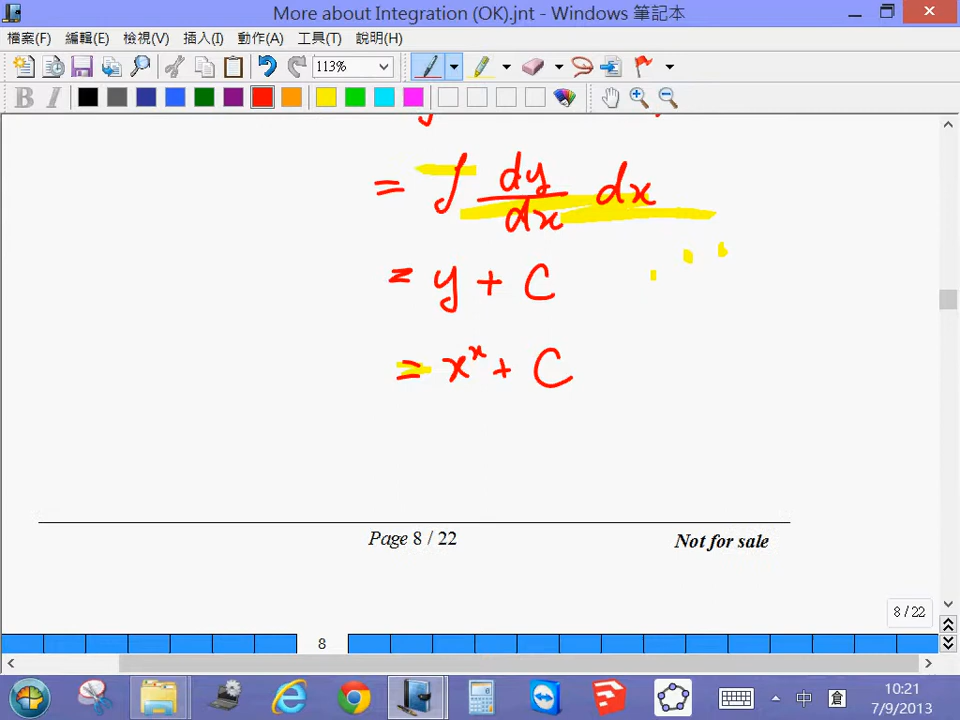 More about Integration (OK).jnt - Windows 筆記本
檔案(F) 編輯(E) 檢視(V) 插入(I) 動作(A) 工具(T) 說明(H)
113%
B I
= ∫ dy/dx dx
= y + C
= x^x + C
Page 8 / 22
Not for sale
8 / 22
8
中 倉
10:21
7/9/2013